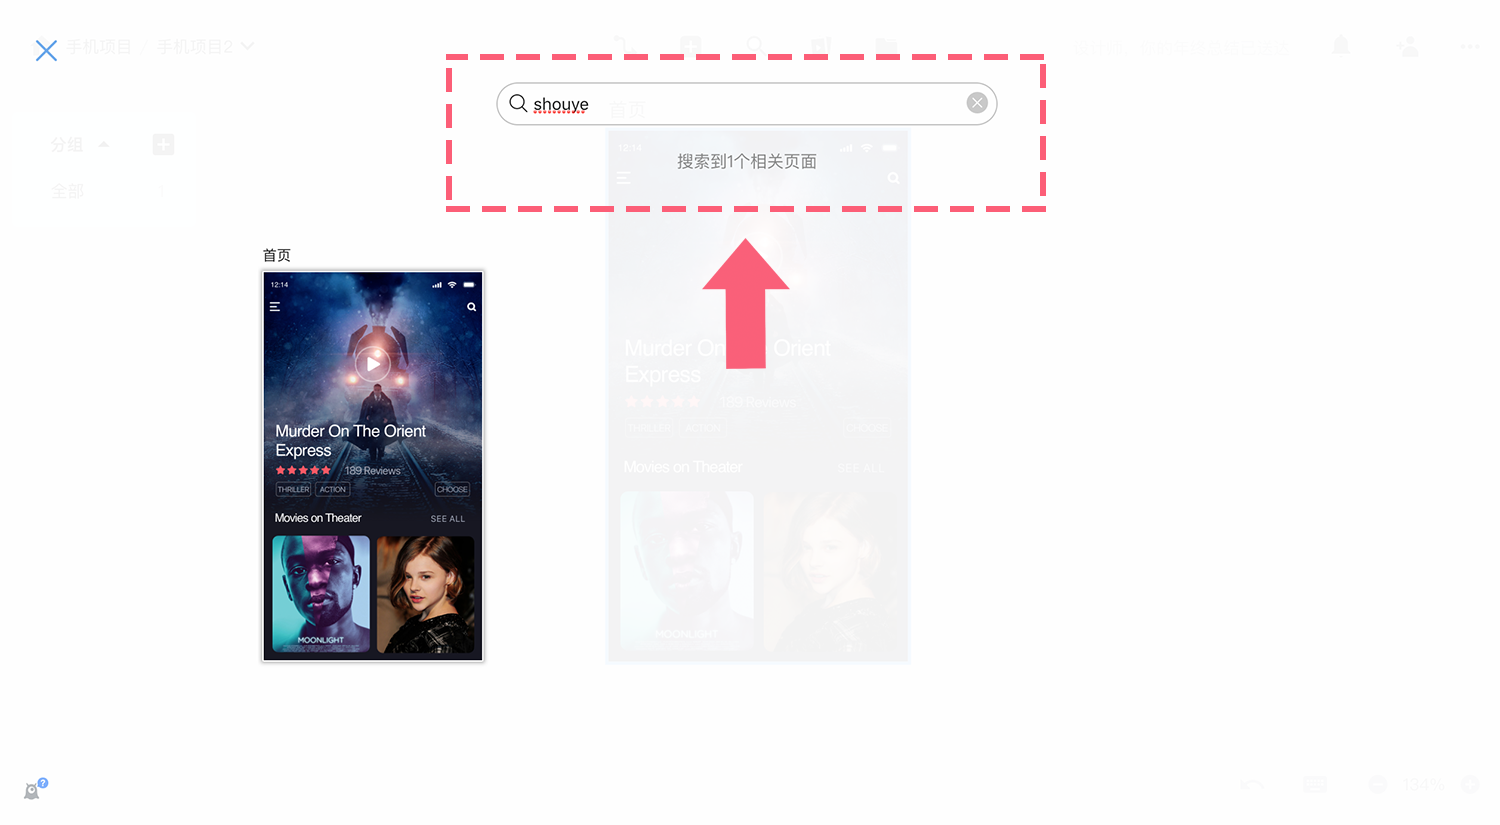 手机项目 / 手机项目2
shouye
首页
分组
全部
12:14
搜索到1个相关页面
首页
12:14
Murder On The Orient
Express
189 Reviews
THRILLER ACTION CHOOSE
Movies on Theater SEE ALL
MOONLIGHT
Murder On Orient
Express
189 Reviews
THRILLER ACTION CHOOSE
Movies on Theater SEE ALL
MOONLIGHT
?
134%